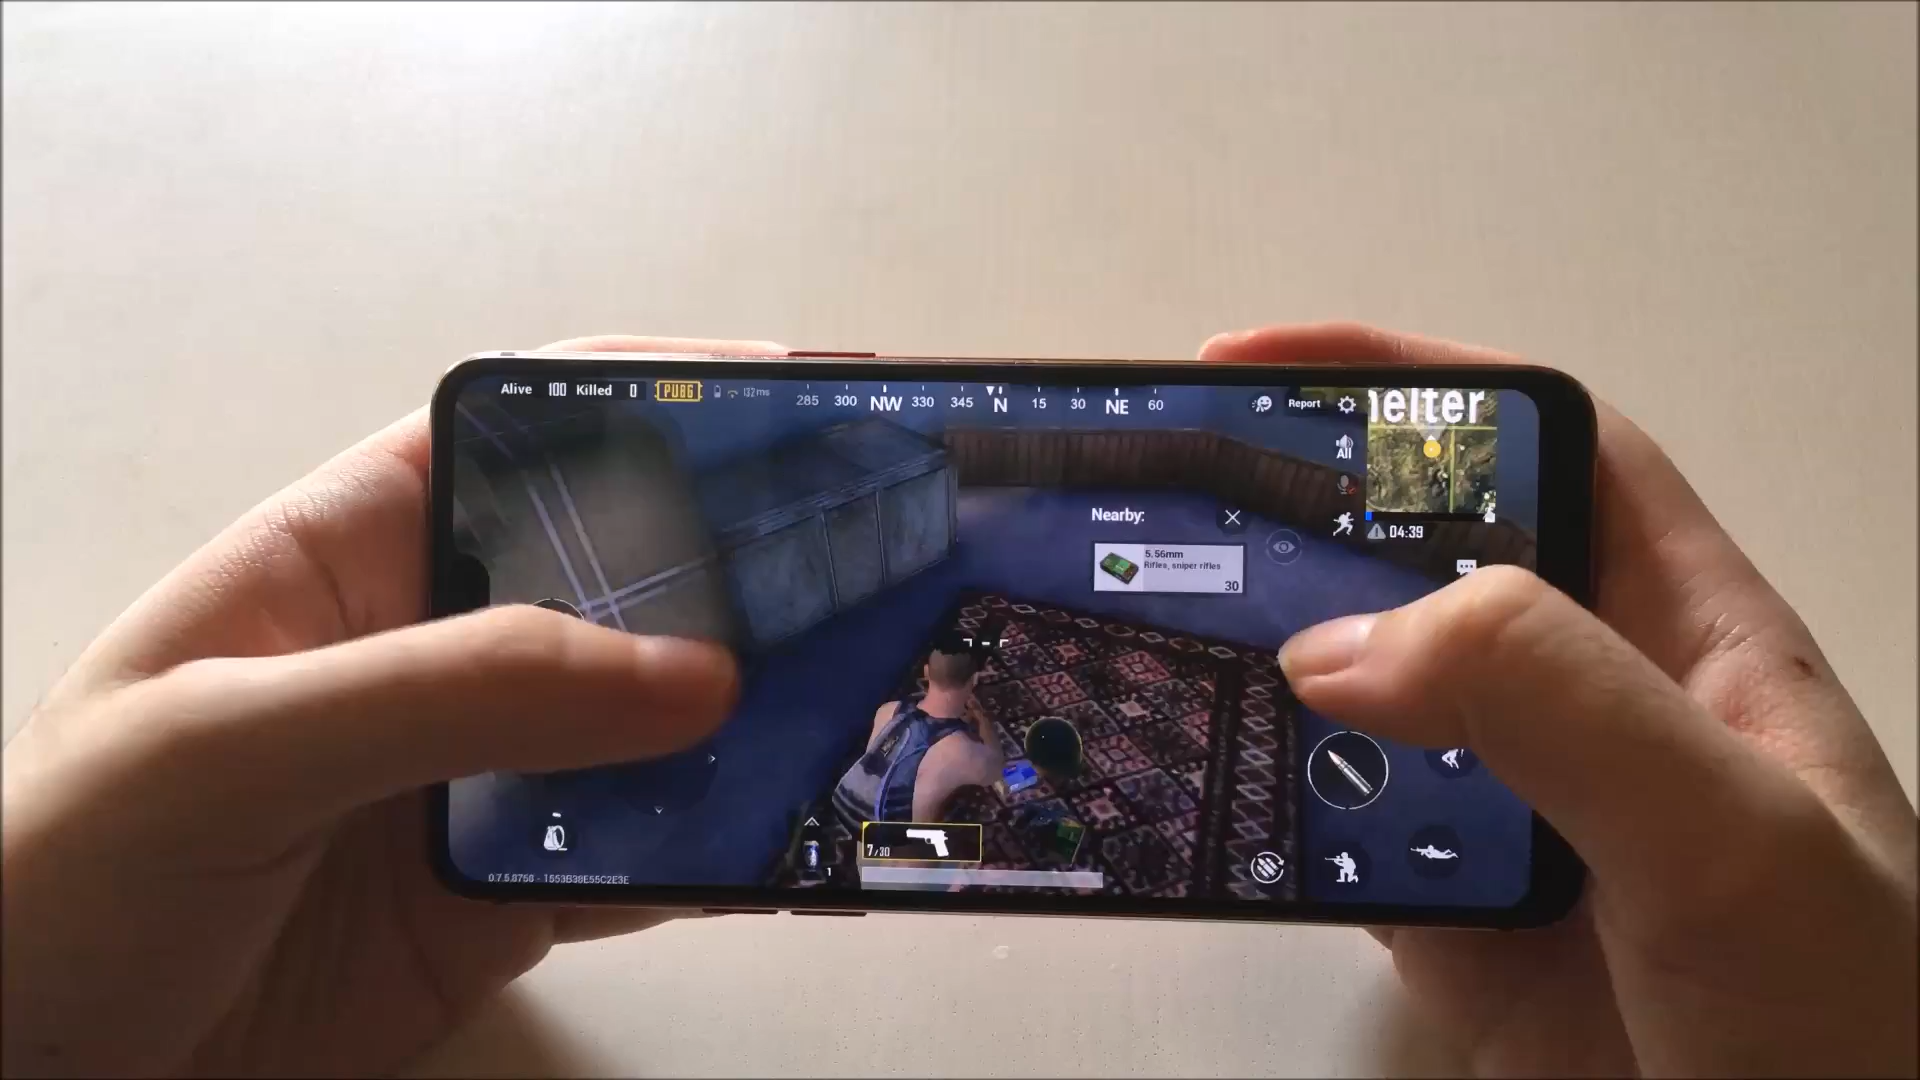 Alive 100 Killed 0
PUBG
132ms
285 300 NW 330 345 N 15 30 NE 60
Report
helter
All
04:39
Nearby:
5.56mm
Rifles, sniper rifles
30
7/30
1
0.7.5.8758 - 1553B38E55C2E3E